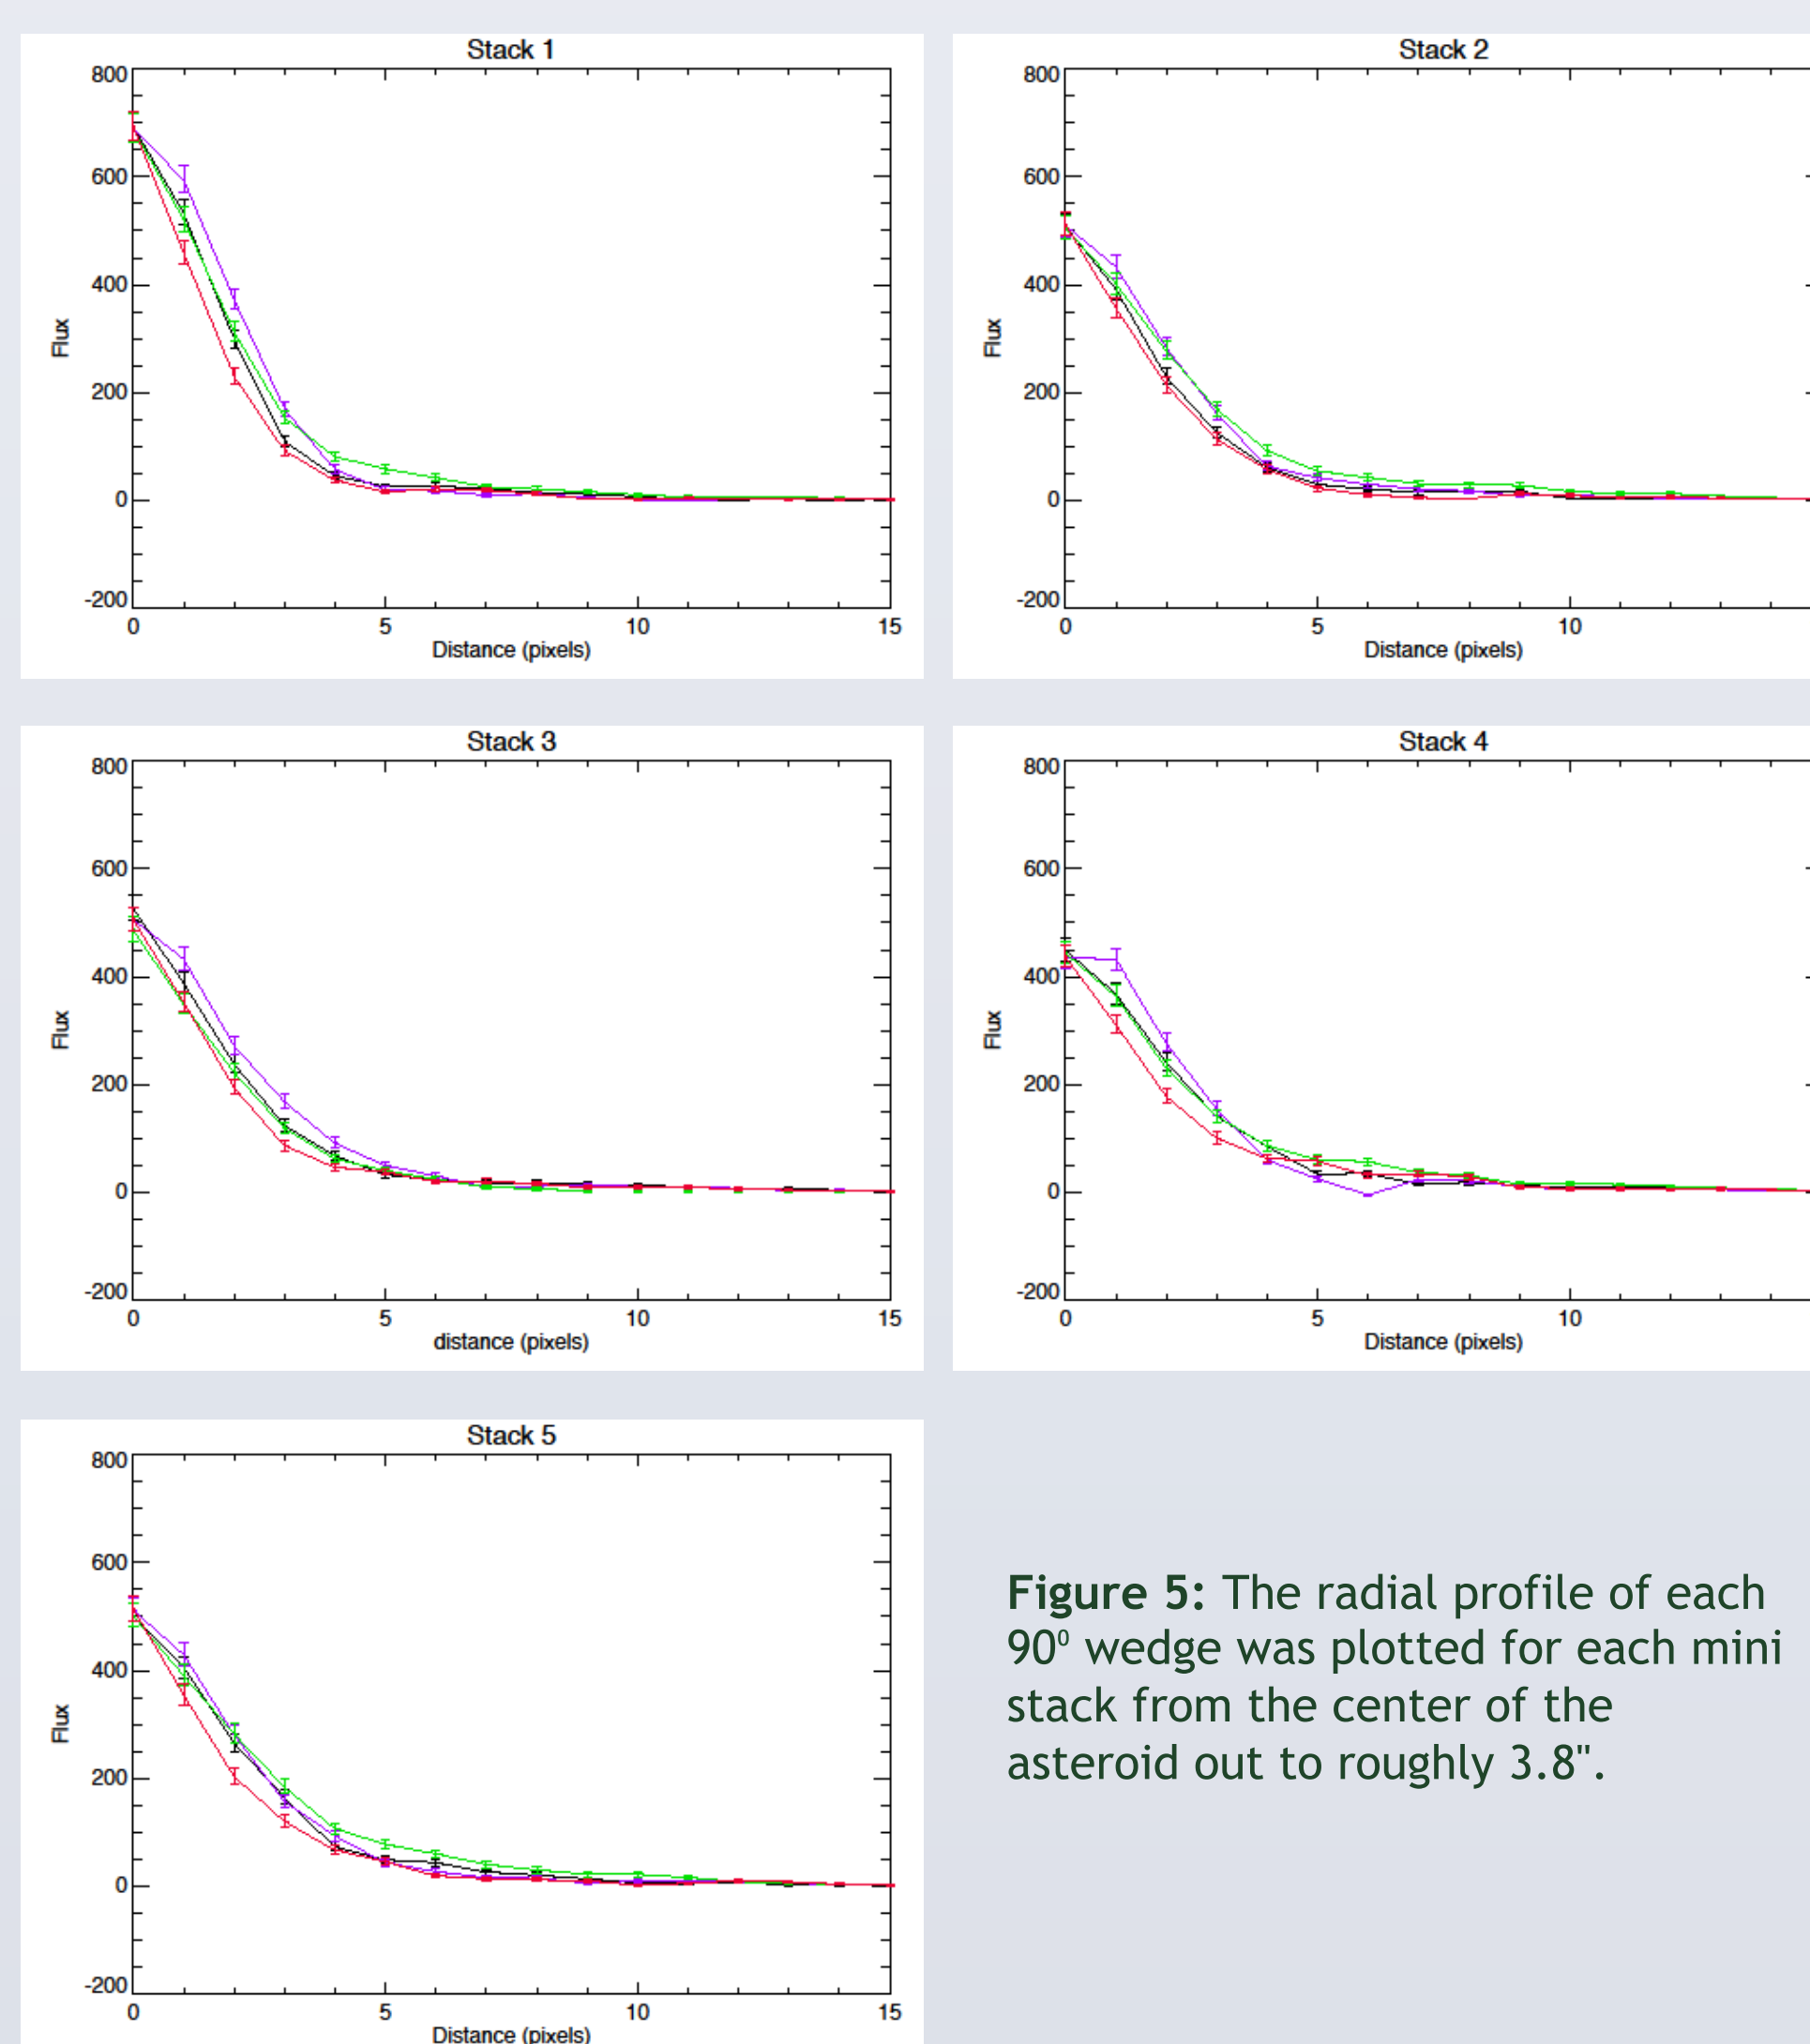 Stack 1
800
600
400
200
0
-200
Flux
0 5 10 15
Distance (pixels)
Stack 2
800
600
400
200
0
-200
Flux
0 5 10
Distance (pixels)
Stack 3
800
600
400
200
0
-200
Flux
0 5 10 15
distance (pixels)
Stack 4
800
600
400
200
0
-200
Flux
0 5 10
Distance (pixels)
Stack 5
800
600
400
200
0
-200
Flux
0 5 10 15
Distance (pixels)
Figure 5: The radial profile of each
90⁰ wedge was plotted for each mini
stack from the center of the
asteroid out to roughly 3.8".